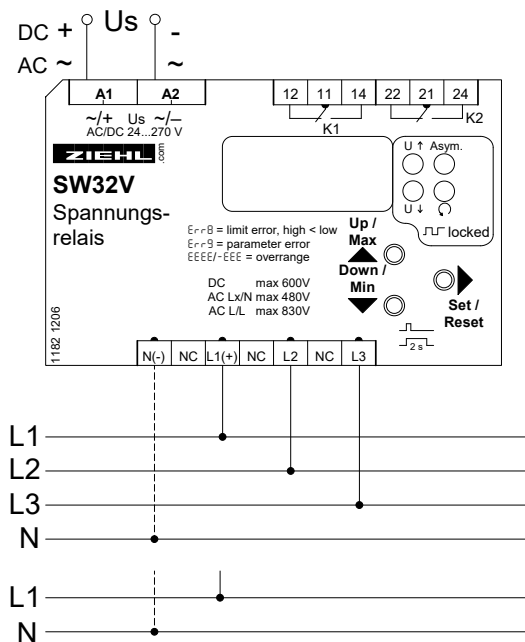 DC + Us -
AC ~ ~
A1 A2
~/+ Us ~/–
AC/DC 24...270 V
12 11 14 22 21 24
K1 K2
ZIEHL.com
SW32V
Spannungs-
relais
U↑ Asym.
U↓
locked
Err8 = limit error, high < low
Err9 = parameter error
EEEE/-EEE = overrange
DC max 600V
AC Lx/N max 480V
AC L/L max 830V
Up /
Max
Down /
Min
Set /
Reset
2 s
1182 1206
N(-) NC L1(+) NC L2 NC L3
L1
L2
L3
N
L1
N